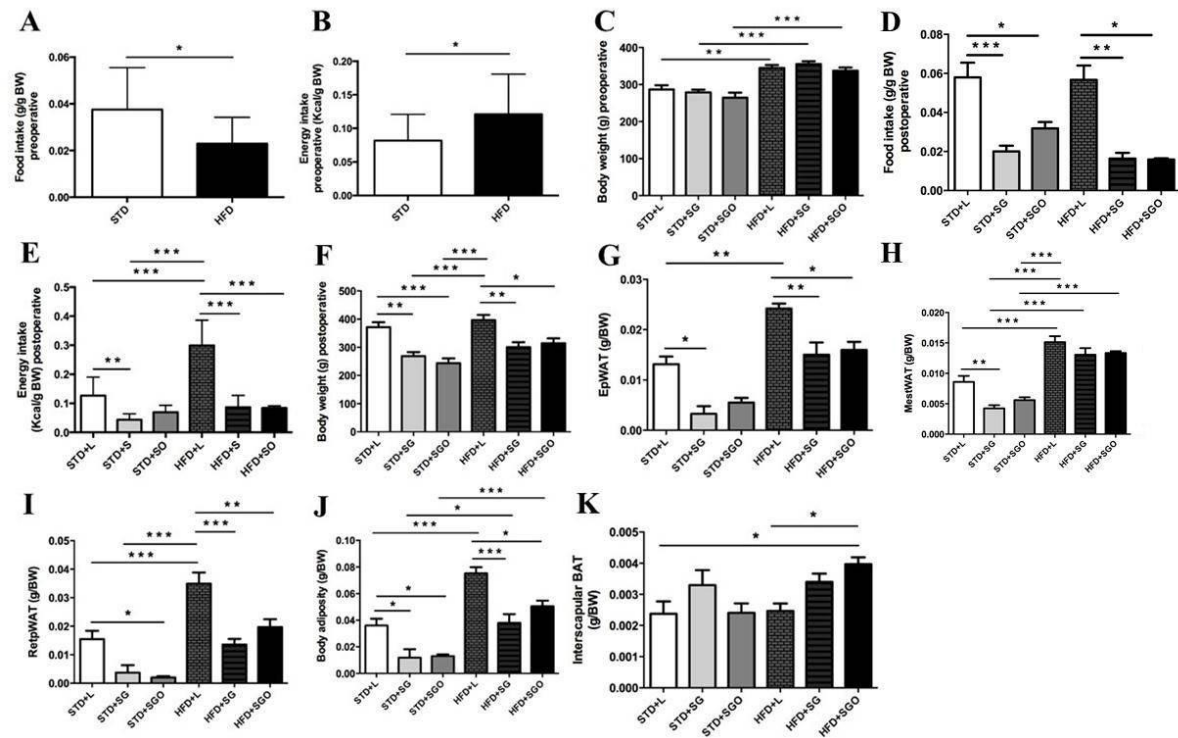 A
Food intake (g/g BW)
preoperative
0.06
0.04
0.02
0.00
*
STD
HFD
B
Energy intake
preoperative (Kcal/g BW)
0.20
0.15
0.10
0.05
0.00
*
STD
HFD
C
Body weight (g) preoperative
400
300
200
100
0
***
***
**
STD+L
STD+SG
STD+SGO
HFD+L
HFD+SG
HFD+SGO
D
Food intake (g/g BW)
postoperative
0.08
0.06
0.04
0.02
0.00
*
***
*
**
STD+L
STD+SG
STD+SGO
HFD+L
HFD+SG
HFD+SGO
E
Energy intake
(Kcal/g BW) postoperative
0.5
0.4
0.3
0.2
0.1
0.0
***
***
***
***
**
STD+L
STD+S
STD+SO
HFD+L
HFD+S
HFD+SO
F
Body weight (g) postoperative
500
400
300
200
100
0
***
***
*
***
**
**
STD+L
STD+SG
STD+SGO
HFD+L
HFD+SG
HFD+SGO
G
EpWAT (g/BW)
0.03
0.02
0.01
0.00
**
*
**
*
STD+L
STD+SG
STD+SGO
HFD+L
HFD+SG
HFD+SGO
H
MestWAT (g/BW)
0.020
0.015
0.010
0.005
0.000
***
***
***
***
***
**
STD+L
STD+SG
STD+SGO
HFD+L
HFD+SG
HFD+SGO
I
RetpWAT (g/BW)
0.05
0.04
0.03
0.02
0.01
0.00
**
***
***
***
*
STD+L
STD+SG
STD+SGO
HFD+L
HFD+SG
HFD+SGO
J
Body adiposity (g/BW)
0.10
0.08
0.06
0.04
0.02
0.00
***
*
***
*
***
*
*
STD+L
STD+SG
STD+SGO
HFD+L
HFD+SG
HFD+SGO
K
Interscapular BAT
(g/BW)
0.005
0.004
0.003
0.002
0.001
0.000
*
*
STD+L
STD+SG
STD+SGO
HFD+L
HFD+SG
HFD+SGO